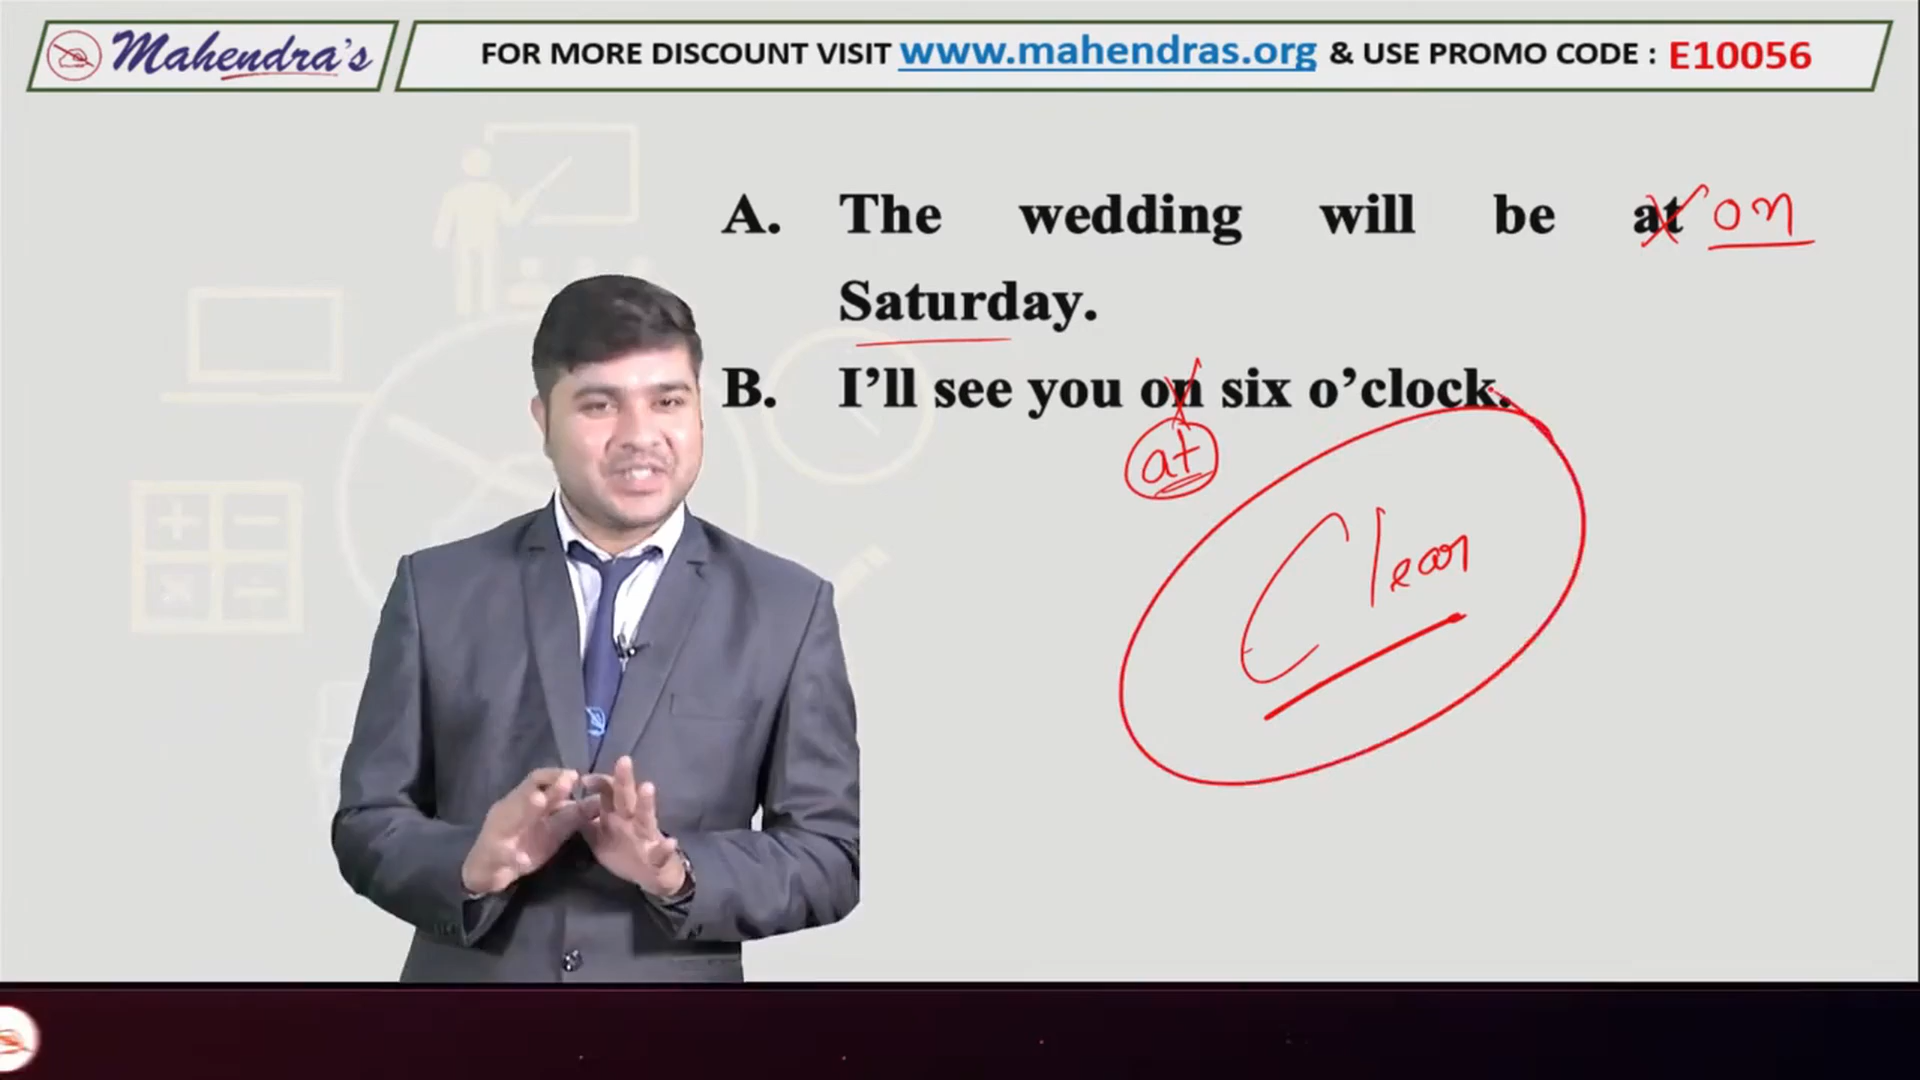 Mahendra's
FOR MORE DISCOUNT VISIT www.mahendras.org & USE PROMO CODE : E10056
A. The wedding will be at on
Saturday.
B. I'll see you on six o'clock.
at
Clear